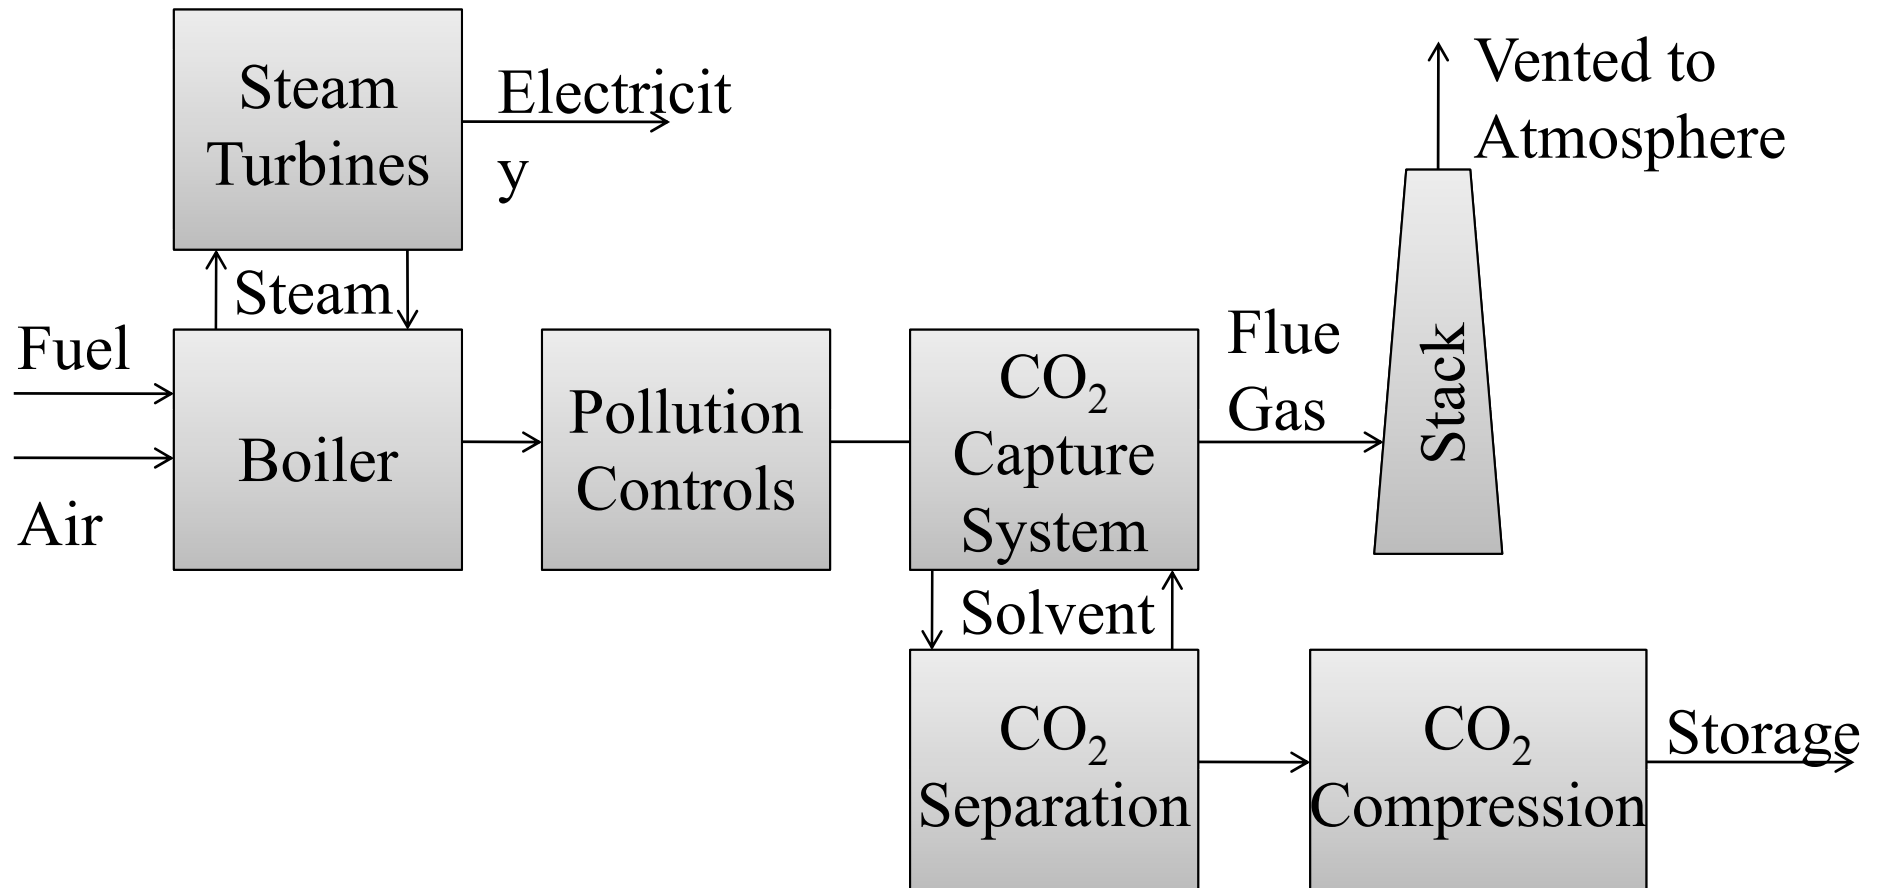 Steam
Turbines
Electricit
y
Vented to
Atmosphere
Steam
Fuel
Air
Boiler
Pollution
Controls
CO₂
Capture
System
Flue
Gas
Stack
Solvent
CO₂
Separation
CO₂
Compression
Storage